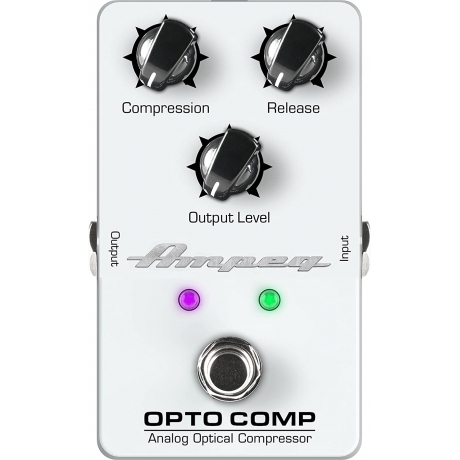 Compression
Release
Output Level
Output
Input
Ampeg
OPTO COMP
Analog Optical Compressor